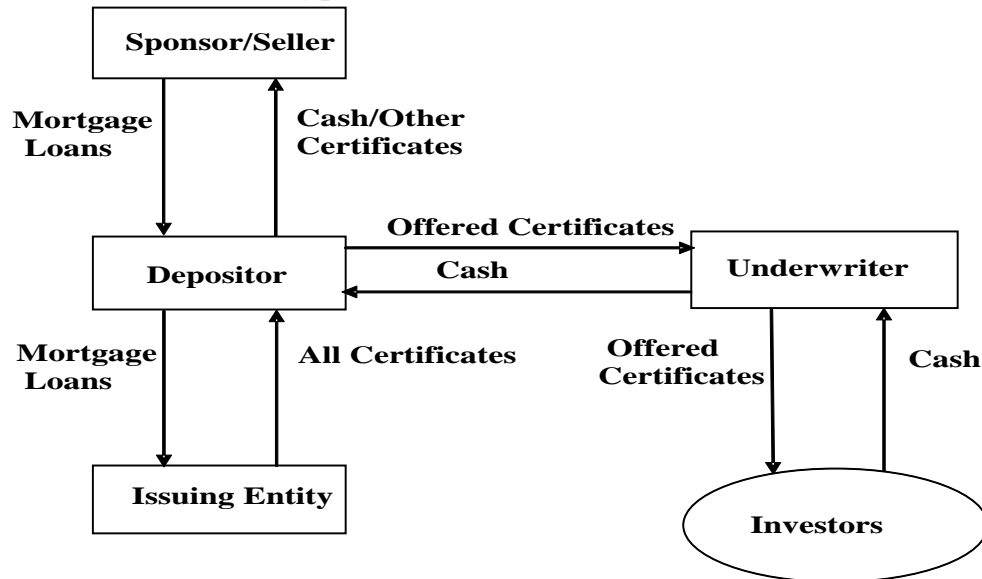 Sponsor/Seller
Mortgage
Loans
Cash/Other
Certificates
Offered Certificates
Depositor
Cash
Underwriter
Mortgage
Loans
All Certificates
Offered
Certificates
Cash
Issuing Entity
Investors